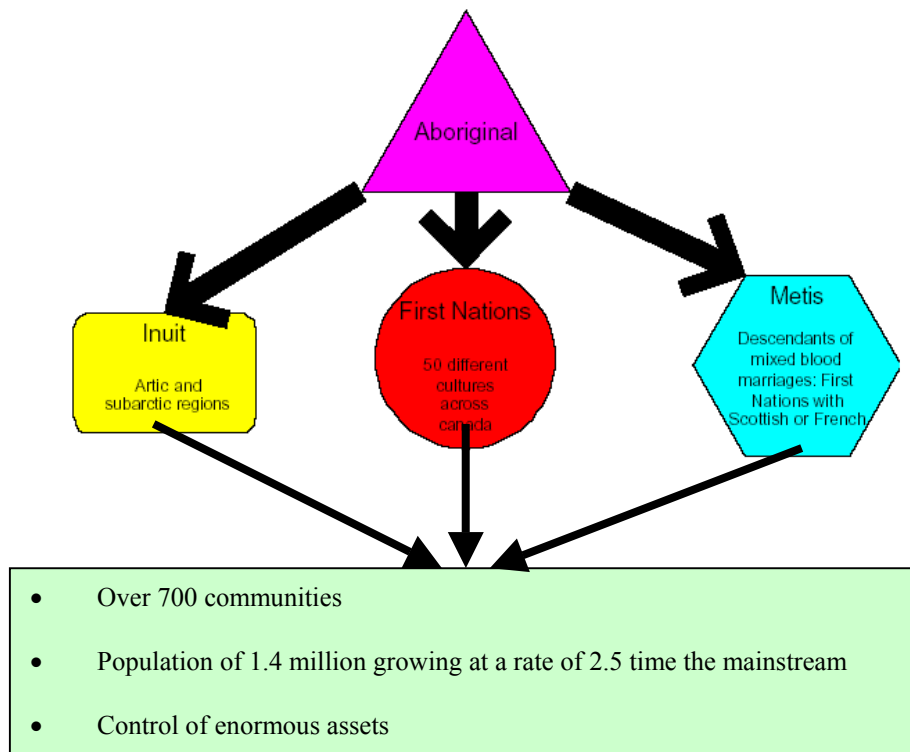 Aboriginal
Inuit
Artic and
subarctic regions
First Nations
50 different
cultures
across
canada
Metis
Descendants of
mixed blood
marriages: First
Nations with
Scottish or French
• Over 700 communities
• Population of 1.4 million growing at a rate of 2.5 time the mainstream
• Control of enormous assets